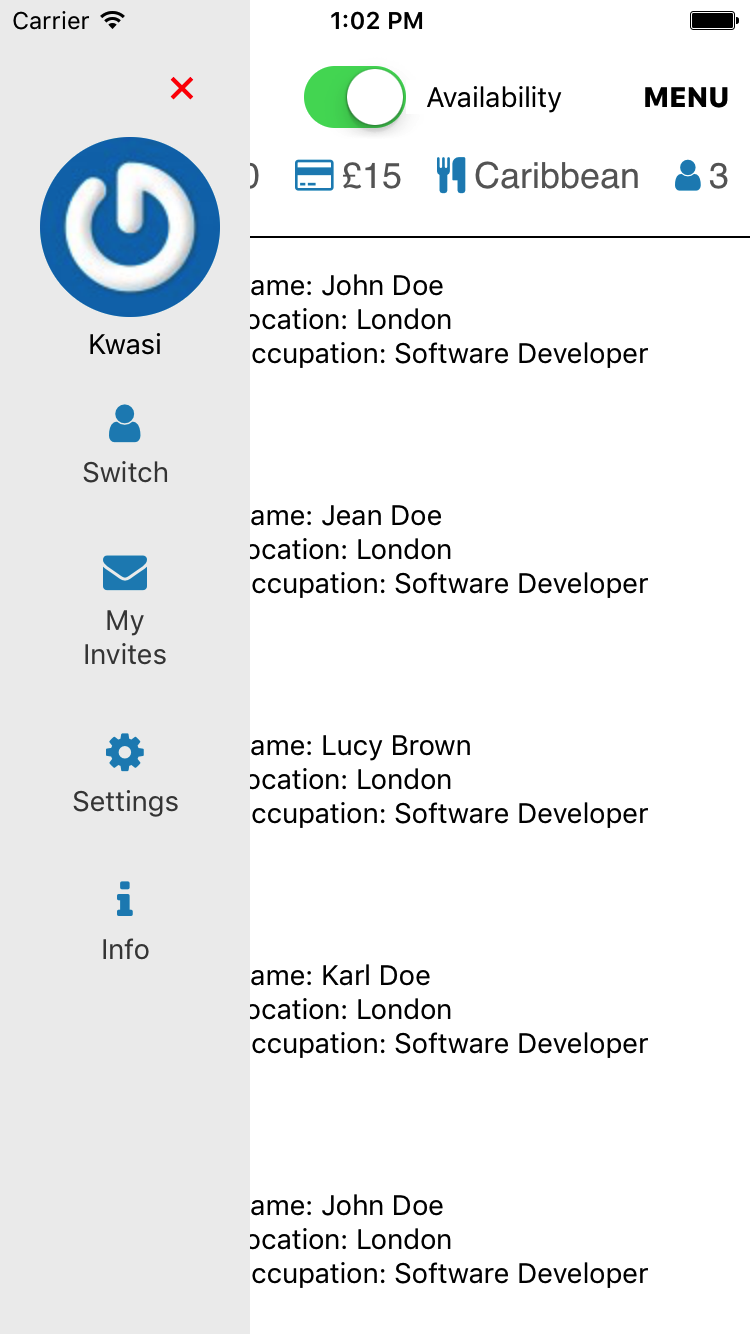 Carrier 1:02 PM
Availability MENU
£15 Caribbean 3
Kwasi
Switch
My
Invites
Settings
Info
ame: John Doe
ocation: London
ccupation: Software Developer
ame: Jean Doe
ocation: London
ccupation: Software Developer
ame: Lucy Brown
ocation: London
ccupation: Software Developer
ame: Karl Doe
ocation: London
ccupation: Software Developer
ame: John Doe
ocation: London
ccupation: Software Developer